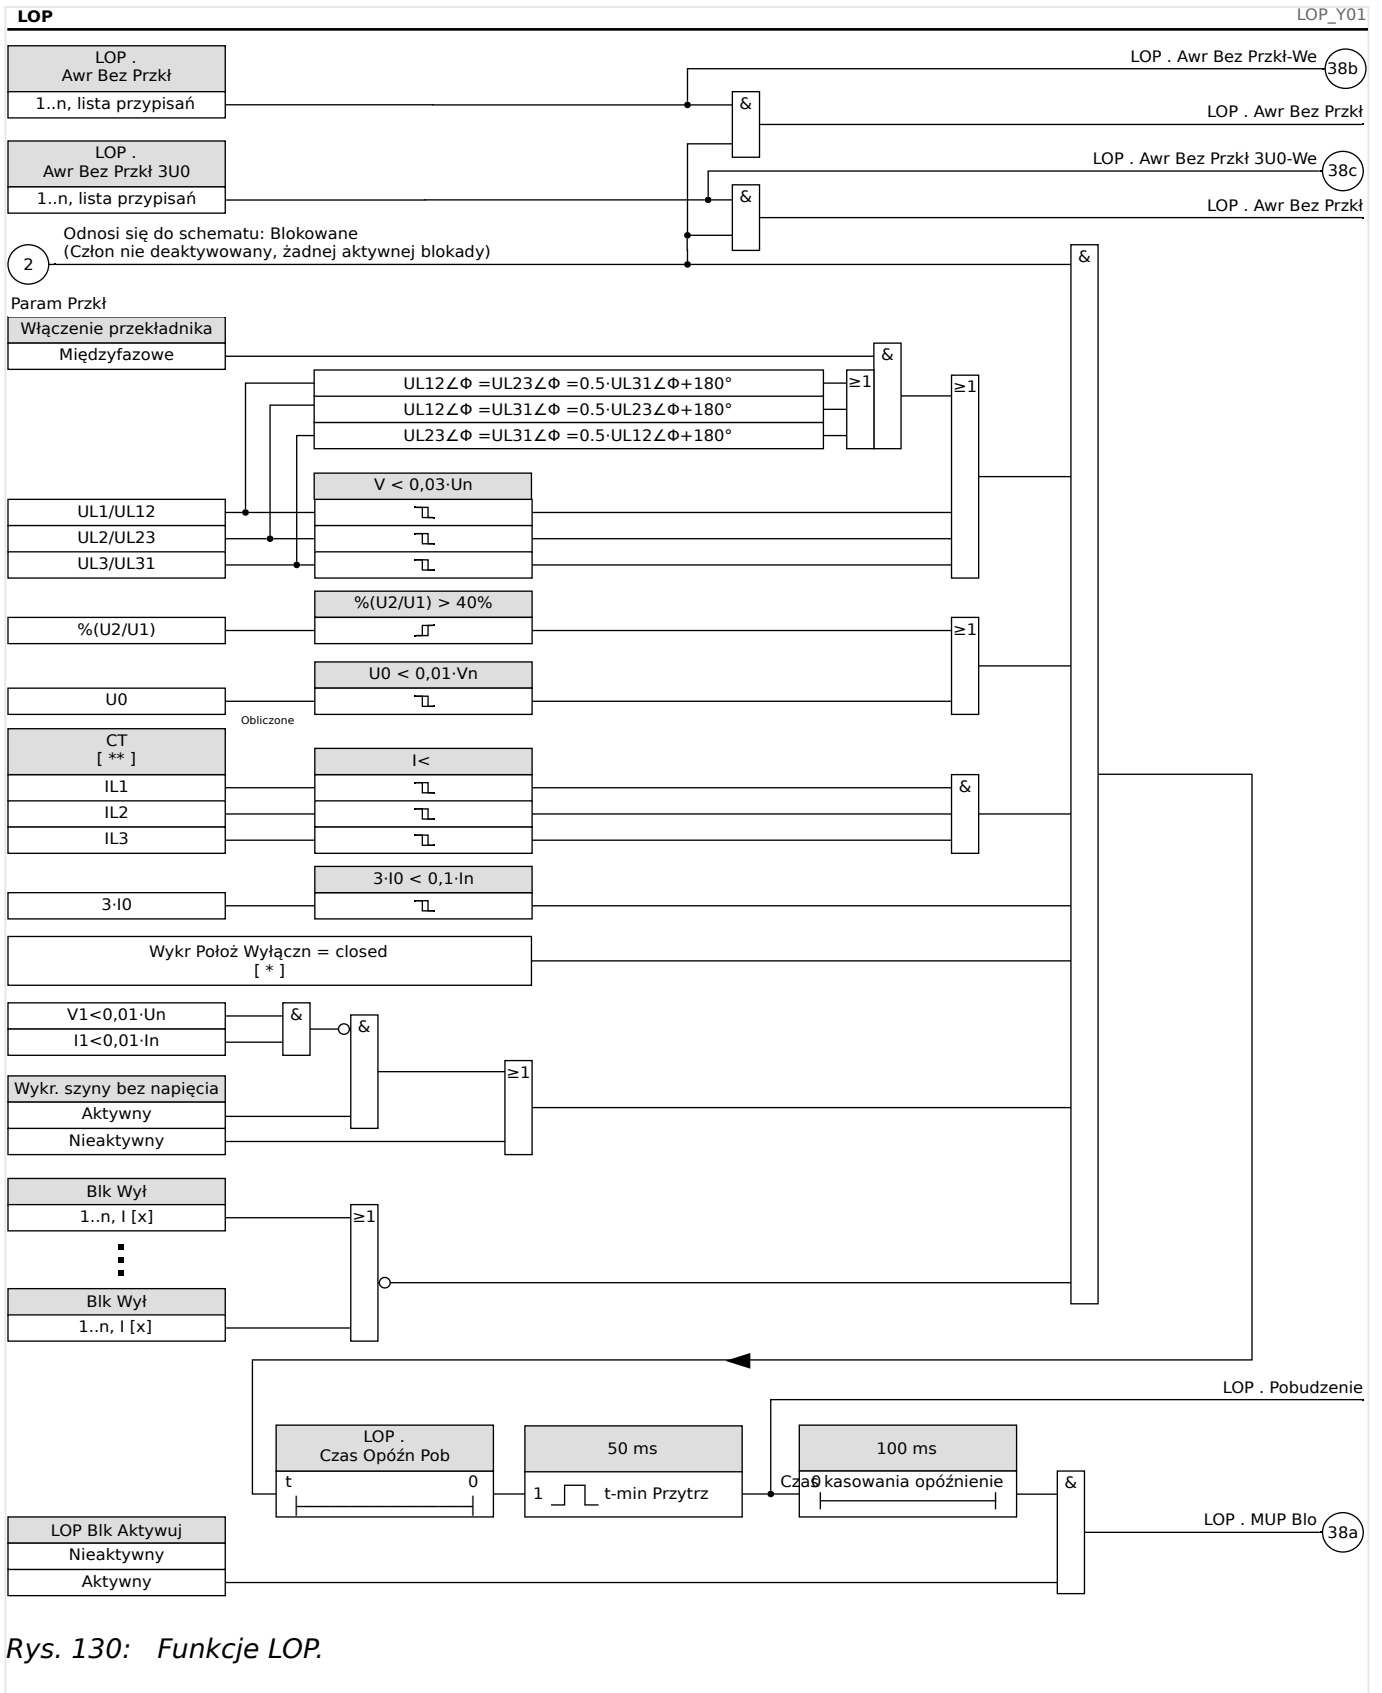 LOP
LOP_Y01
LOP .
Awr Bez Przkł
1..n, lista przypisań
LOP . Awr Bez Przkł-We
38b
&
LOP . Awr Bez Przkł
LOP .
Awr Bez Przkł 3U0
1..n, lista przypisań
LOP . Awr Bez Przkł 3U0-We
38c
&
LOP . Awr Bez Przkł
Odnosi się do schematu: Blokowane
(Człon nie deaktywowany, żadnej aktywnej blokady)
2
&
Param Przkł
Włączenie przekładnika
Międzyfazowe
&
UL12∠Φ =UL23∠Φ =0.5·UL31∠Φ+180°
≥1
≥1
UL12∠Φ =UL31∠Φ =0.5·UL23∠Φ+180°
UL23∠Φ =UL31∠Φ =0.5·UL12∠Φ+180°
V < 0,03·Un
UL1/UL12
UL2/UL23
UL3/UL31
%(U2/U1) > 40%
%(U2/U1)
≥1
U0 < 0,01·Vn
U0
Obliczone
CT
[ ** ]
I<
IL1
&
IL2
IL3
3·I0 < 0,1·In
3·I0
Wykr Położ Wyłączn = closed
[ * ]
V1<0,01·Un
&
I1<0,01·In
&
≥1
Wykr. szyny bez napięcia
Aktywny
Nieaktywny
Blk Wył
1..n, I [x]
≥1
Blk Wył
1..n, I [x]
LOP . Pobudzenie
LOP .
Czas Opóźn Pob
t 0
50 ms
1 t-min Przytrz
100 ms
0
Czas kasowania opóźnienie
&
LOP . MUP Blo
38a
LOP Blk Aktywuj
Nieaktywny
Aktywny
Rys. 130: Funkcje LOP.